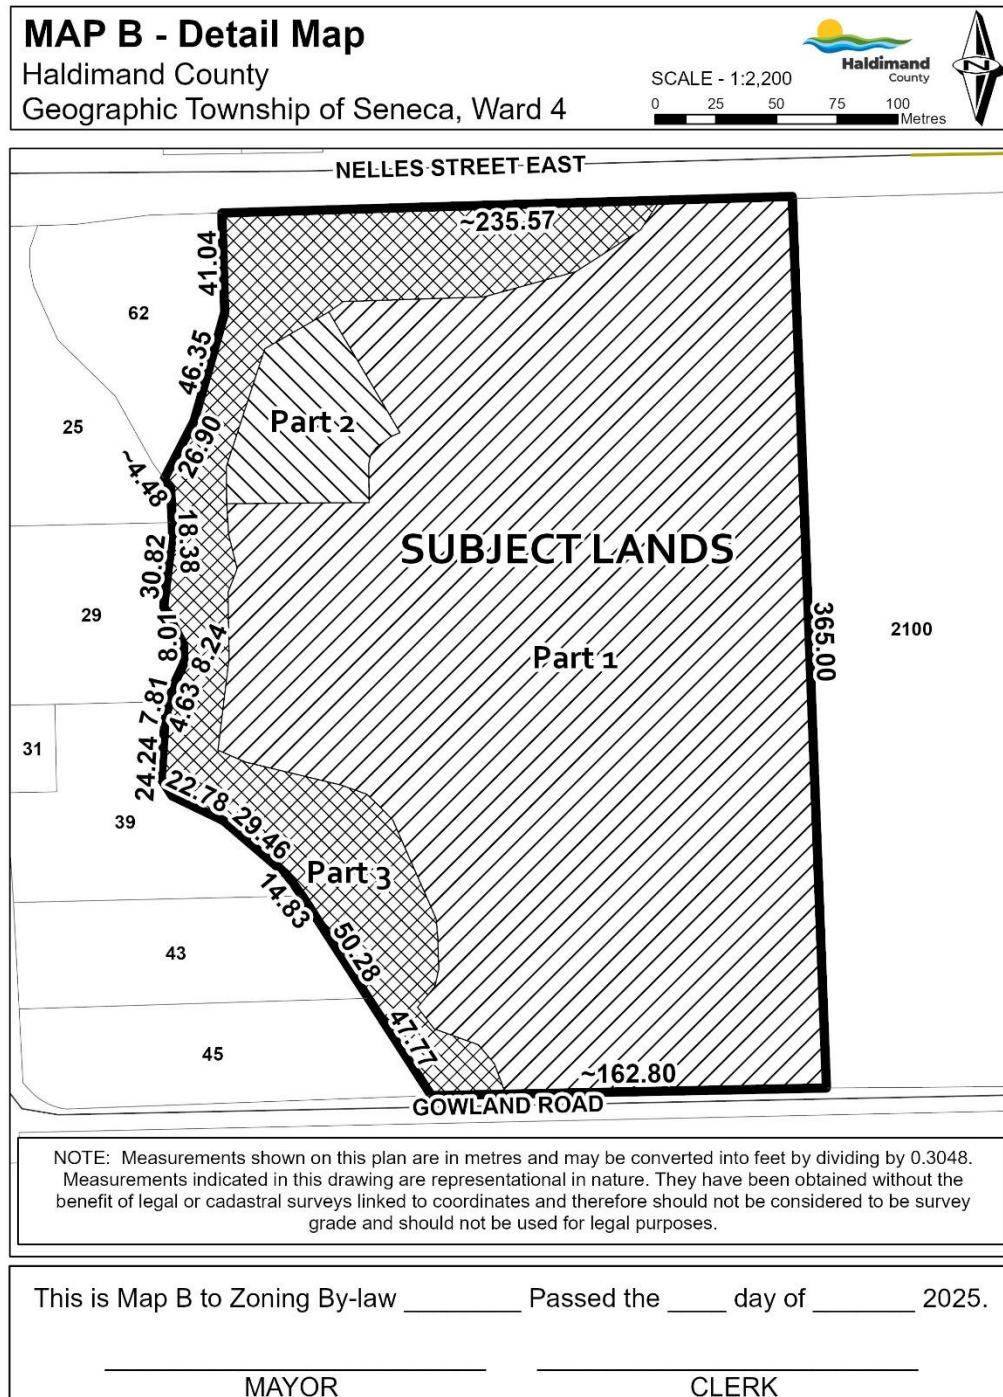 MAP B - Detail Map
Haldimand County
Geographic Township of Seneca, Ward 4
SCALE - 1:2,200
0 25 50 75 100
Metres
Haldimand
County
N
NELLES STREET EAST
~235.57
41.04
62
46.35
25
Part 2
26.90
~4.48
18.38
SUBJECT LANDS
30.82
29
8.01
8.24
365.00
2100
Part 1
7.81
4.63
31
24.24
22.78
29.46
39
Part 3
14.83
43
50.28
47.77
45
~162.80
GOWLAND ROAD
NOTE: Measurements shown on this plan are in metres and may be converted into feet by dividing by 0.3048.
Measurements indicated in this drawing are representational in nature. They have been obtained without the
benefit of legal or cadastral surveys linked to coordinates and therefore should not be considered to be survey
grade and should not be used for legal purposes.
This is Map B to Zoning By-law ________ Passed the ____ day of _______ 2025.
MAYOR
CLERK